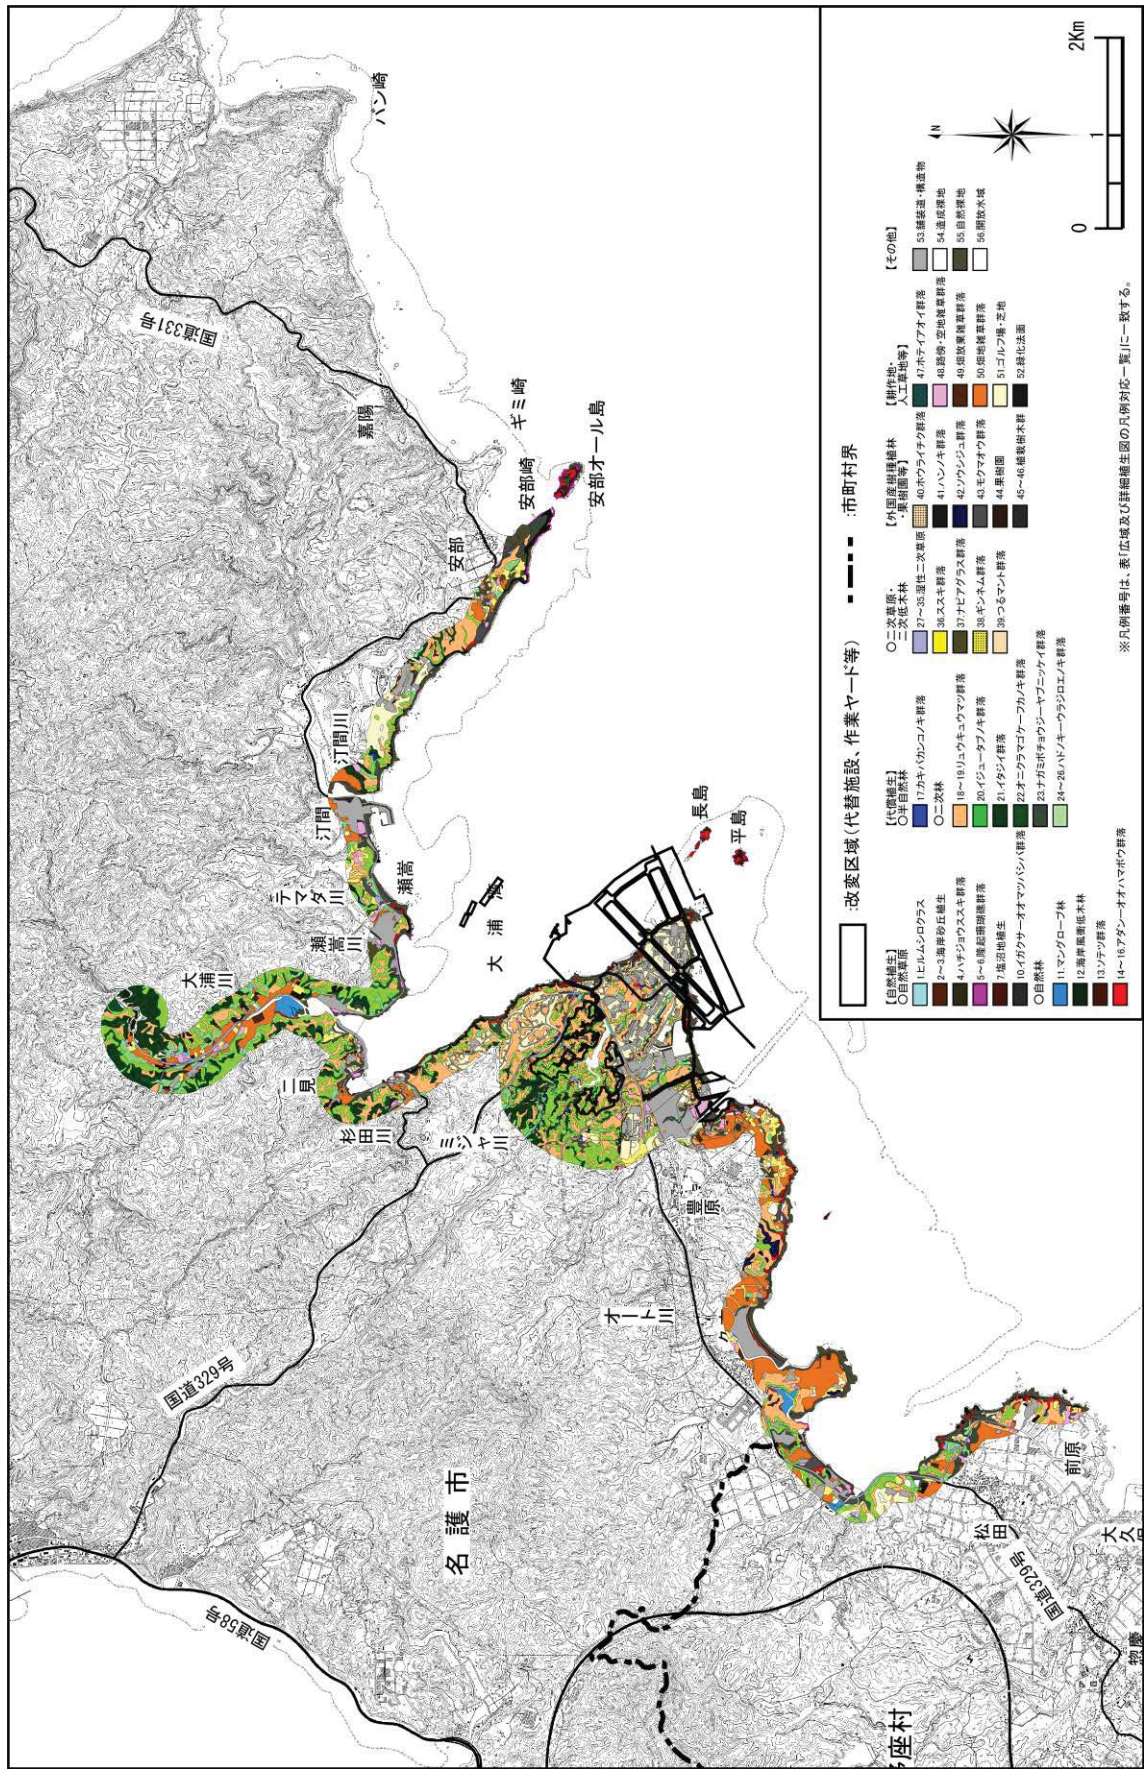 国道331号
バン崎
嘉陽
ギミ崎
安部崎
安部オール島
安部
汀間川
汀間
テマダ川
瀬嵩
瀬嵩川
大浦川
大浦湾
長島
平島
二見
杉田川
ミジャ川
豊原
オート川
国道329号
国道58号
名護市
前原
松田
国道329号
:改変区域(代替施設、作業ヤード等)
:市町村界
【自然植生】
○自然草原
1.ヒルムシロクラス
2~3.海岸砂丘植生
4.ハチジョウススキ群落
5~6.隆起珊瑚礁群落
7.塩沼地植生
10.イガクサーオオマツバシバ群落
○自然林
11.マングローブ林
12.海岸風衝低木林
13.ソテツ群落
14~16.アダンーオオハマボウ群落
【代償植生】
○半自然林
17.カキバカンコノキ群落
○二次林
18~19.リュウキュウマツ群落
20.イジュータブノキ群落
21.イタジイ群落
22.オニクラマゴケーフカノキ群落
23.ナガミボチョウジーヤブニッケイ群落
24~26.ハドノキーウラジロエノキ群落
○二次草原・
二次低木林
27~35.湿性二次草原
36.ススキ群落
37.ナピアグラス群落
38.ギンネム群落
39.つるマント群落
【外国産樹種植林
・果樹園等】
40.ホウライチク群落
41.ハンノキ群落
42.ソウシジュ群落
43.モクマオウ群落
44.果樹園
45~46.植栽樹木群
【耕作地・
人工草地等】
47.ホテイアオイ群落
48.路傍・空地雑草群落
49.畑放棄雑草群落
50.畑地雑草群落
51.ゴルフ場・芝地
52.緑化法面
【その他】
53.舗装道・構造物
54.造成裸地
55.自然裸地
56.開放水域
N
0 1 2Km
※凡例番号は、表「広域及び詳細植生図の凡例対応一覧」に一致する。